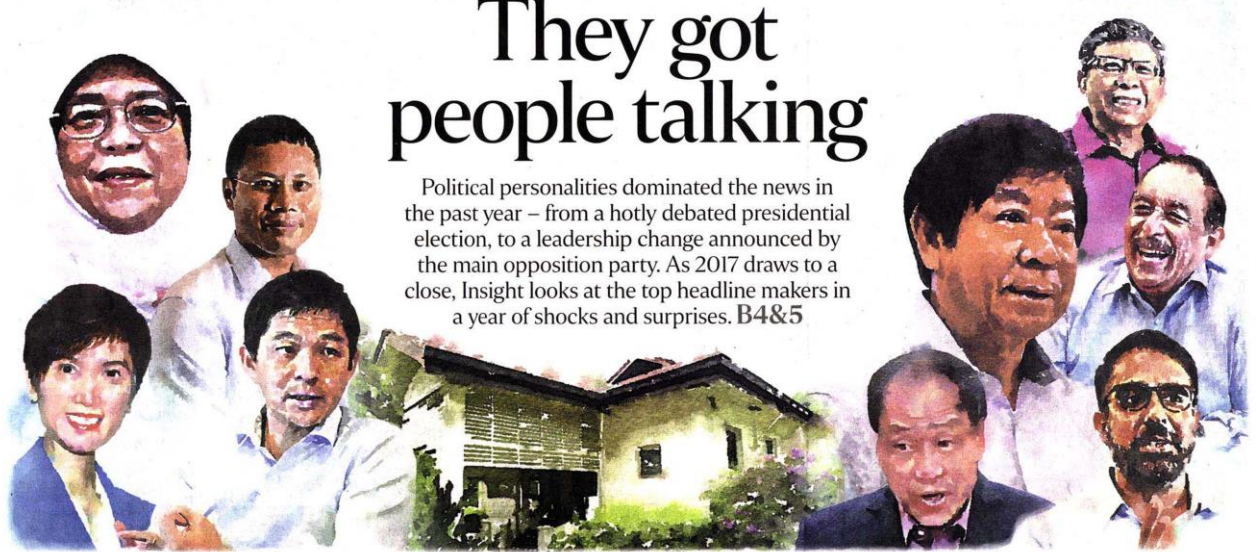 They got
people talking
Political personalities dominated the news in
the past year – from a hotly debated presidential
election, to a leadership change announced by
the main opposition party. As 2017 draws to a
close, Insight looks at the top headline makers in
a year of shocks and surprises. B4&5